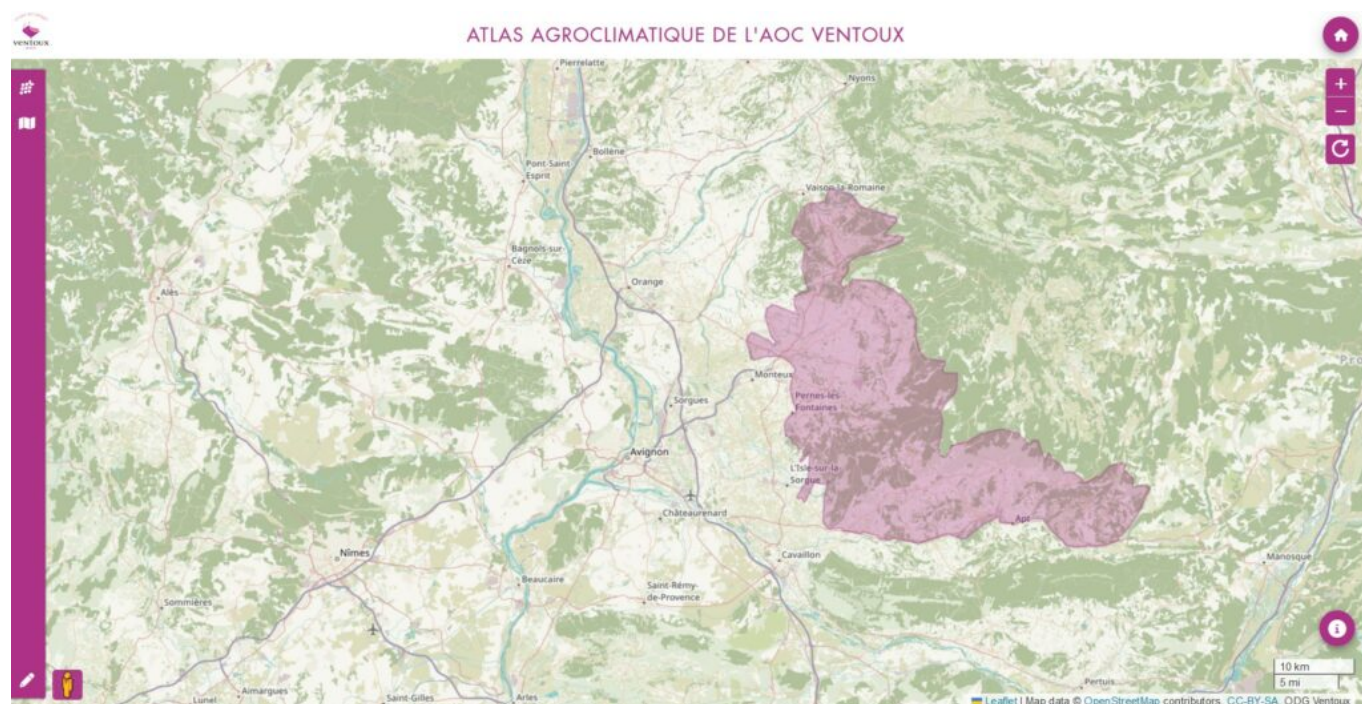 VENTOUX
AOC
ATLAS AGROCLIMATIQUE DE L'AOC VENTOUX
Pierrelatte
Nyons
+
−
Bollène
Pont-Saint-
Esprit
Vaison-la-Romaine
Bagnols-sur-
Cèze
Orange
Alès
Monteux
Pro
Pernes-les-
Fontaines
Sorgues
Avignon
L'Isle-sur-la-
Sorgue
Châteaurenard
Apt
Nîmes
Cavaillon
Manosque
Beaucaire
Saint-Rémy-
de-Provence
Sommières
10 km
5 mi
Pertuis
Aimargues
Lunel
Saint-Gilles
Arles
Leaflet | Map data © OpenStreetMap contributors, CC-BY-SA, ODG Ventoux